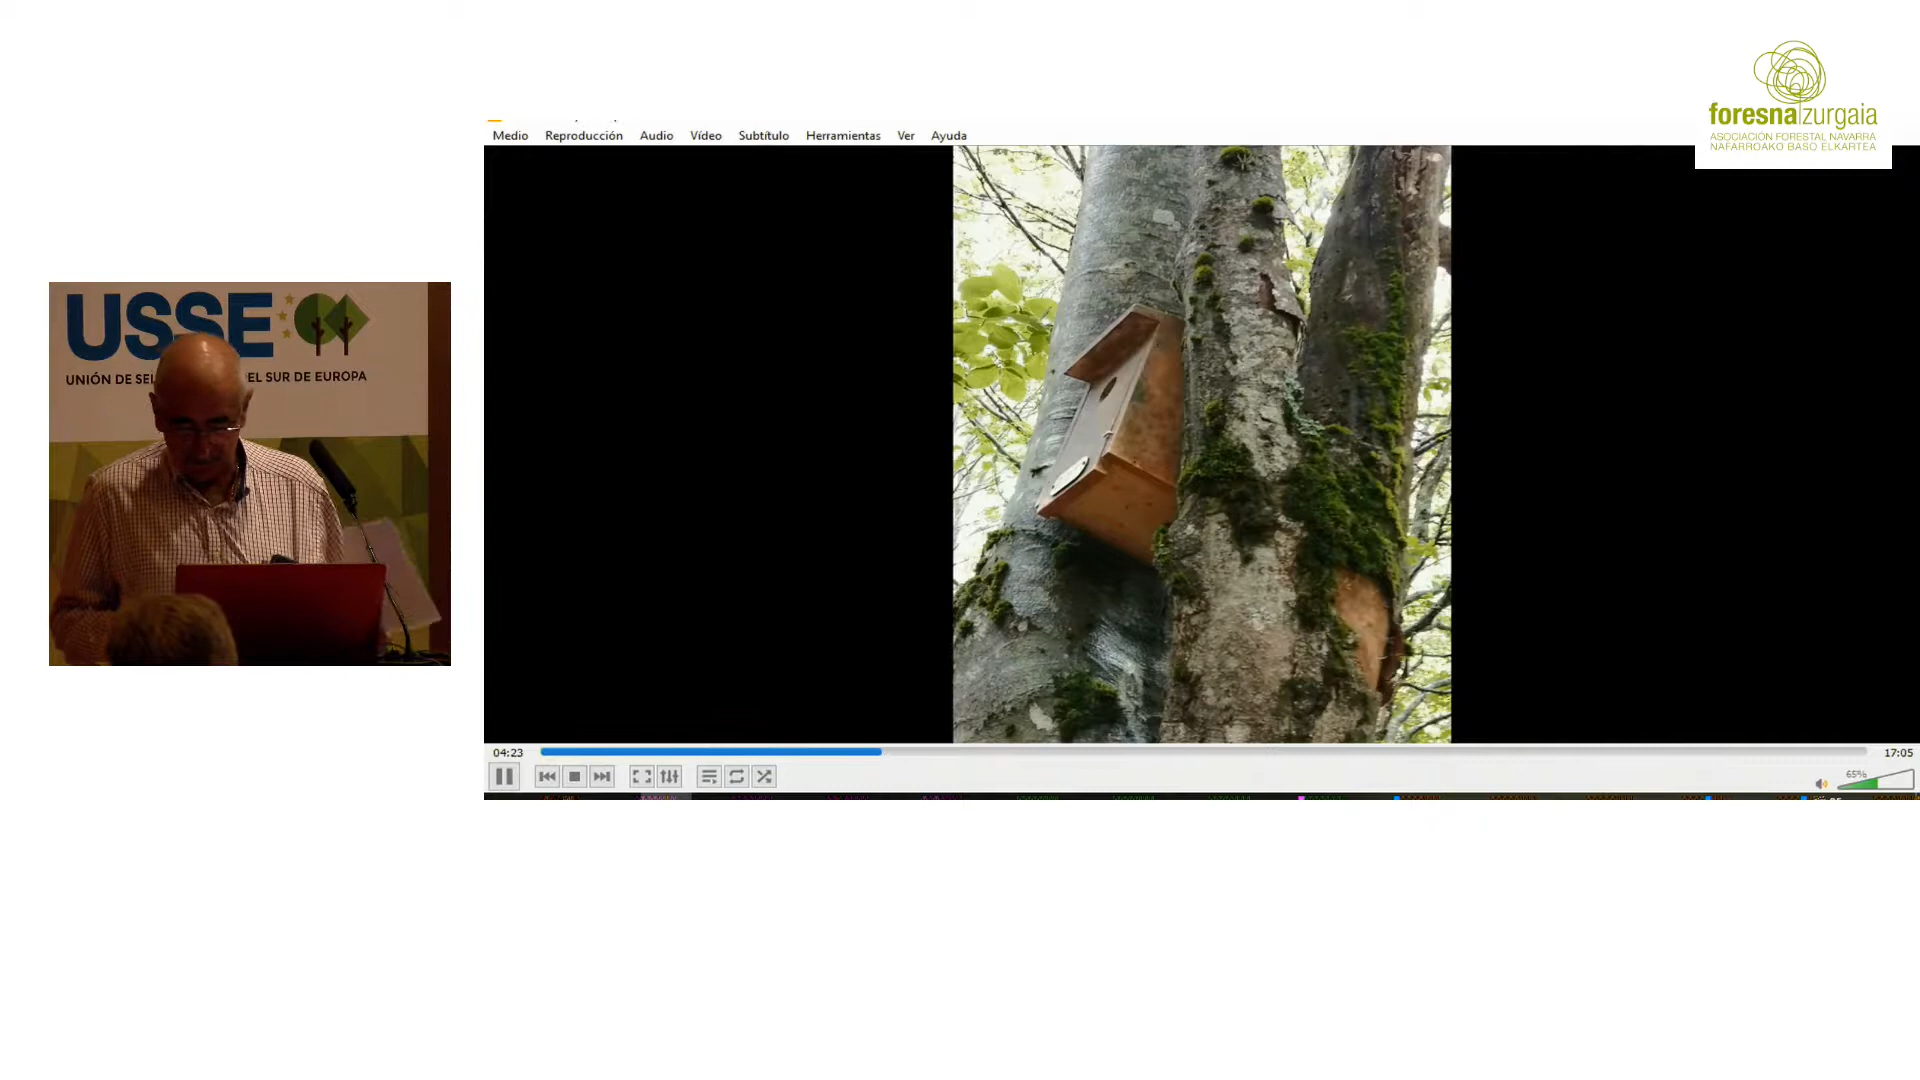 foresna zurgaia
ASOCIACIÓN FORESTAL NAVARRA
NAFARROAKO BASO ELKARTEA
Medio Reproducción Audio Vídeo Subtítulo Herramientas Ver Ayuda
USSE
UNIÓN DE SEL EL SUR DE EUROPA
04:23
17:05
65%